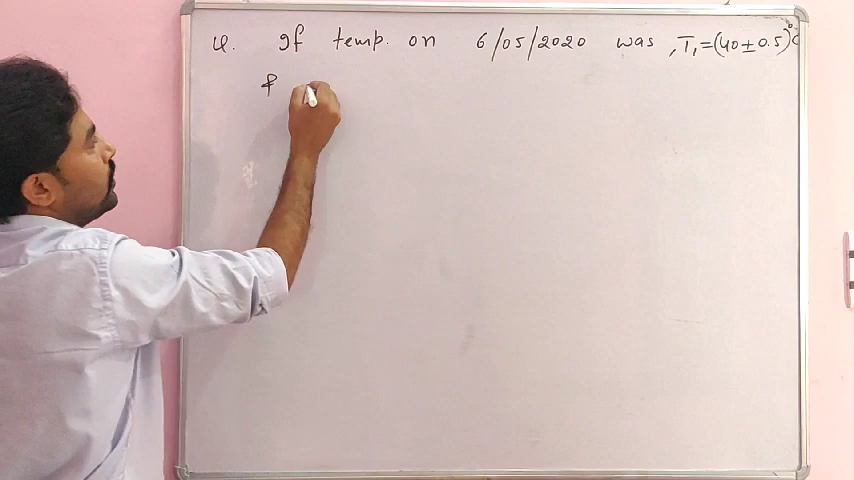 Q. If temp. on 6/05/2020 was, T₁=(40±0.5)°C
&